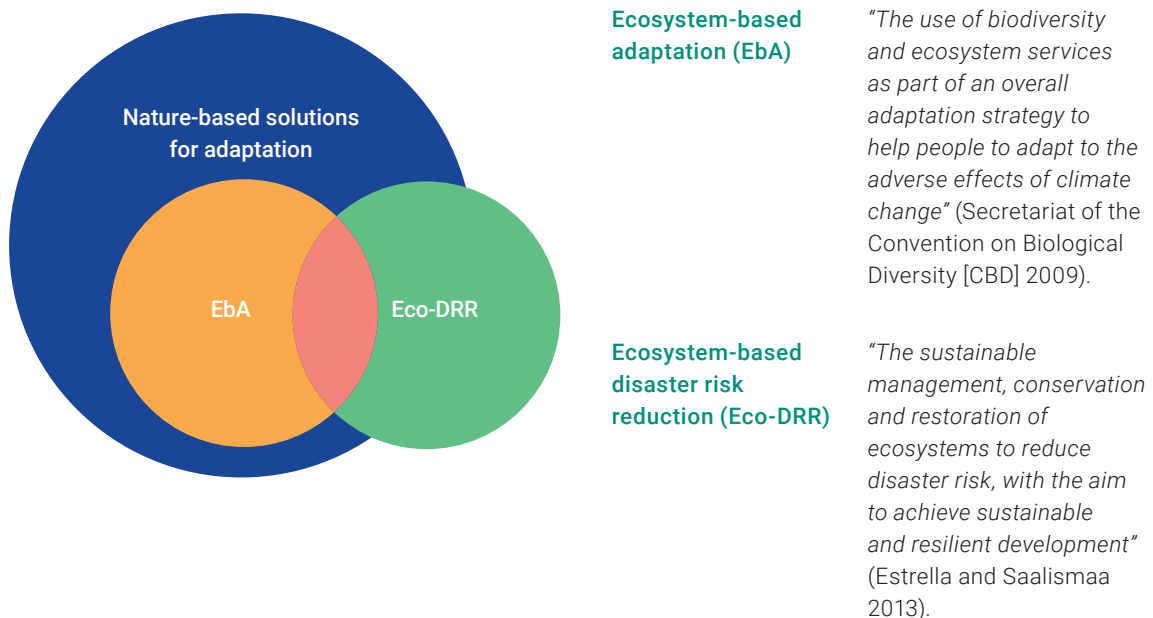 Nature-based solutions
for adaptation
EbA
Eco-DRR
Ecosystem-based
adaptation (EbA)
“The use of biodiversity
and ecosystem services
as part of an overall
adaptation strategy to
help people to adapt to the
adverse effects of climate
change” (Secretariat of the
Convention on Biological
Diversity [CBD] 2009).
Ecosystem-based
disaster risk
reduction (Eco-DRR)
“The sustainable
management, conservation
and restoration of
ecosystems to reduce
disaster risk, with the aim
to achieve sustainable
and resilient development”
(Estrella and Saalismaa
2013).